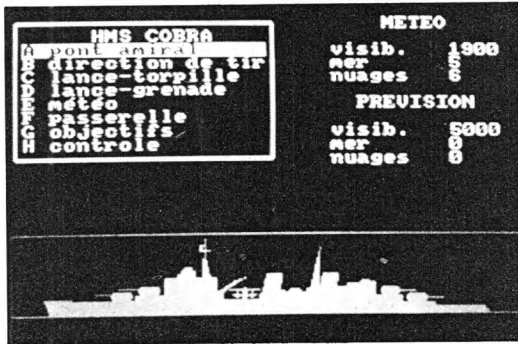 HMS COBRA
A pont amiral
B direction de tir
C lance-torpille
D lance-grenade
E météo
F passerelle
G objectifs
H controle
METEO
visib. 1900
mer 5
nuages 6
PREVISION
visib. 5000
mer 0
nuages 0